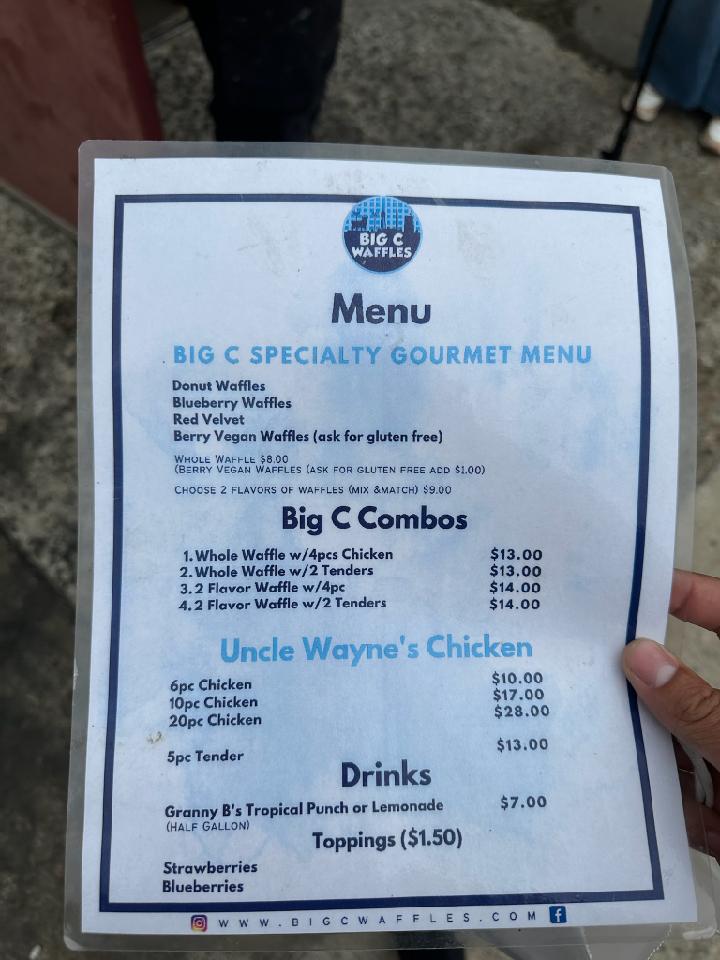 BIG C
WAFFLES
Menu
BIG C SPECIALTY GOURMET MENU
Donut Waffles
Blueberry Waffles
Red Velvet
Berry Vegan Waffles (ask for gluten free)
WHOLE WAFFLE $8.00
(BERRY VEGAN WAFFLES (ASK FOR GLUTEN FREE ADD $1.00)
CHOOSE 2 FLAVORS OF WAFFLES (MIX &MATCH) $9.00
Big C Combos
1. Whole Waffle w/4pcs Chicken $13.00
2. Whole Waffle w/2 Tenders $13.00
3. 2 Flavor Waffle w/4pc $14.00
4. 2 Flavor Waffle w/2 Tenders $14.00
Uncle Wayne's Chicken
6pc Chicken $10.00
10pc Chicken $17.00
20pc Chicken $28.00
5pc Tender $13.00
Drinks
Granny B's Tropical Punch or Lemonade $7.00
(HALF GALLON)
Toppings ($1.50)
Strawberries
Blueberries
WWW.BIGCWAFFLES.COM